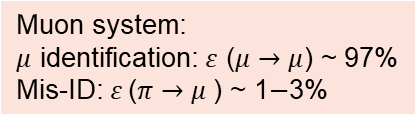 Muon system:
𝜇 identification: 𝜀 (𝜇 → 𝜇) ~ 97%
Mis-ID: 𝜀 (𝜋 → 𝜇 ) ~ 1–3%